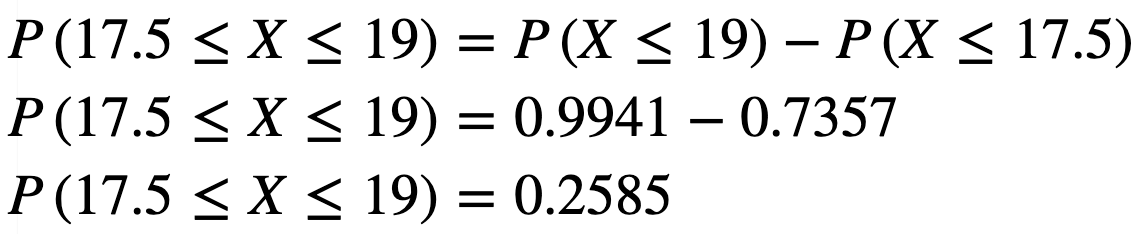 P(17.5 ≤ X ≤ 19) = P(X ≤ 19) − P(X ≤ 17.5)
P(17.5 ≤ X ≤ 19) = 0.9941 − 0.7357
P(17.5 ≤ X ≤ 19) = 0.2585